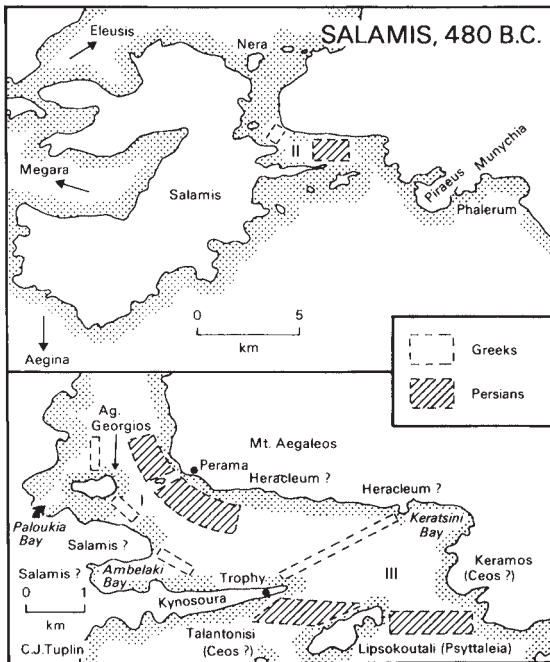 SALAMIS, 480 B.C.
Eleusis
Nera
II
Megara
Salamis
Piraeus
Munychia
Phalerum
0 5
km
Aegina
Greeks
Persians
Ag.
Georgios
Mt. Aegaleos
Perama
Heracleum ?
Heracleum ?
I
Paloukia
Bay
Keratsini
Bay
Salamis ?
Salamis ?
Ambelaki
Bay
Keramos
(Ceos ?)
Trophy
III
0 1
km
Kynosoura
Talantonisi
(Ceos ?)
Lipsokoutali (Psyttaleia)
C.J.Tuplin